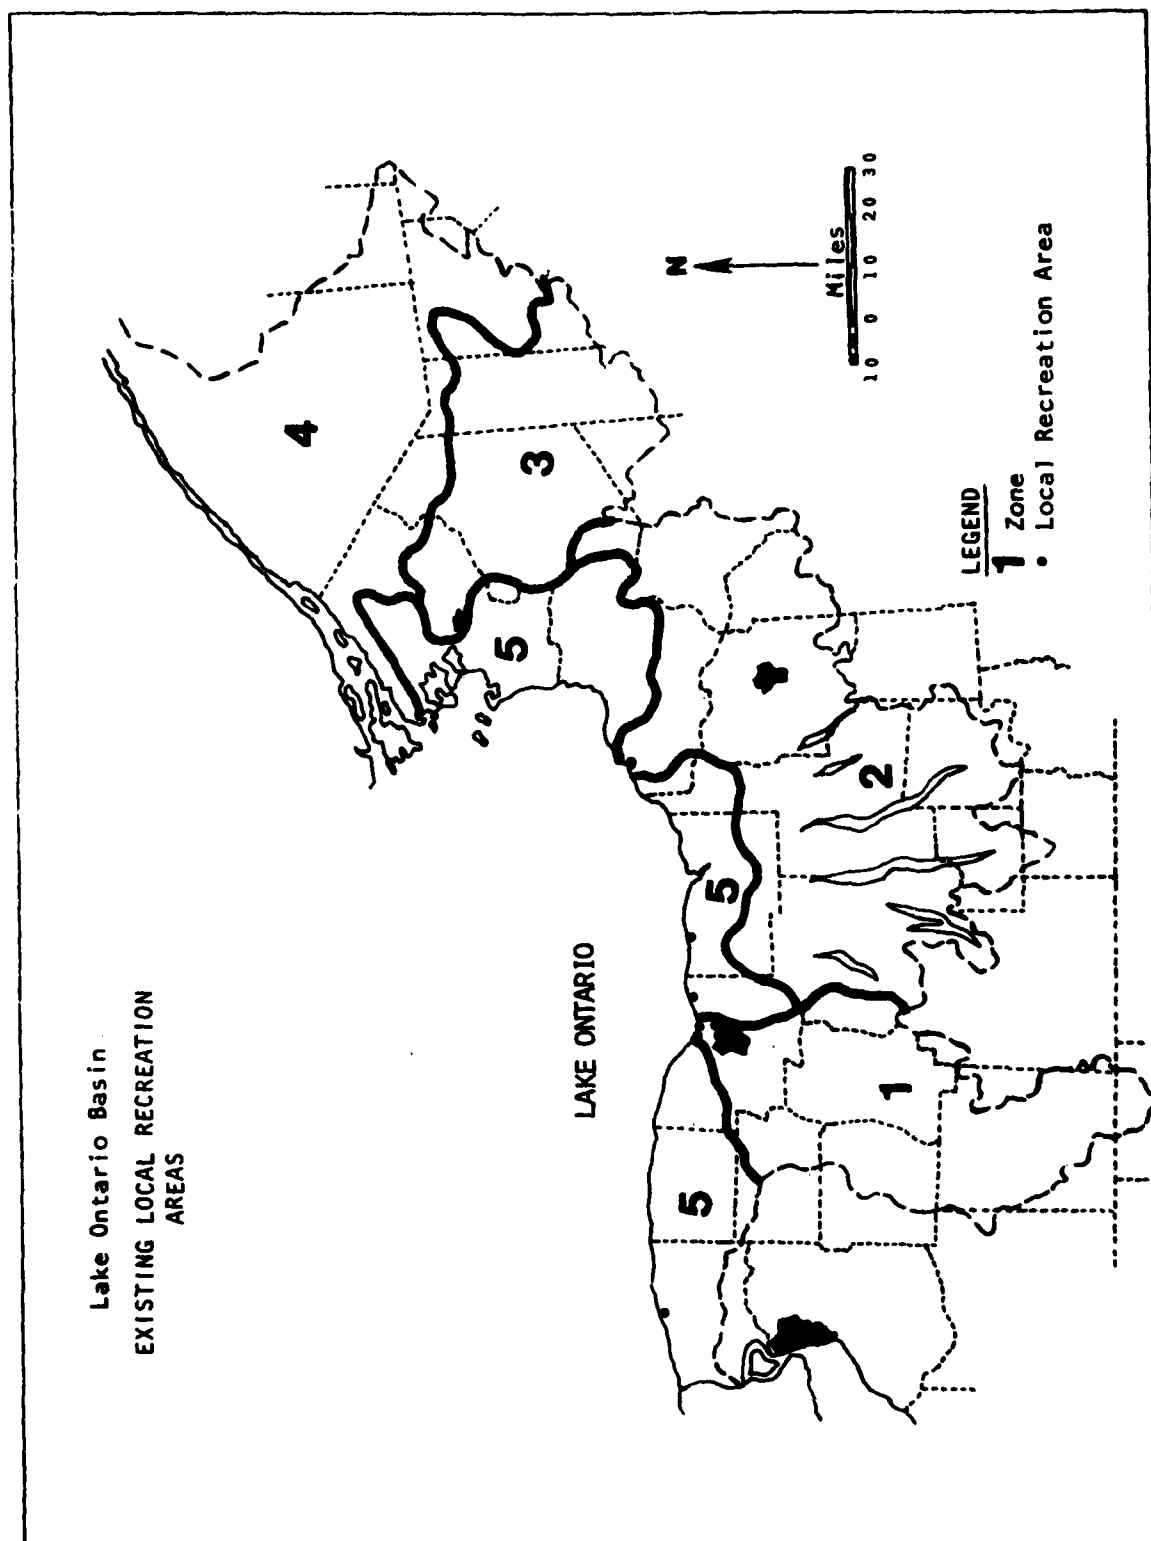 Lake Ontario Basin
EXISTING LOCAL RECREATION
AREAS
4
3
5
N
Miles
10 0 10 20 30
LAKE ONTARIO
5
5
2
1
LEGEND
1 Zone
• Local Recreation Area